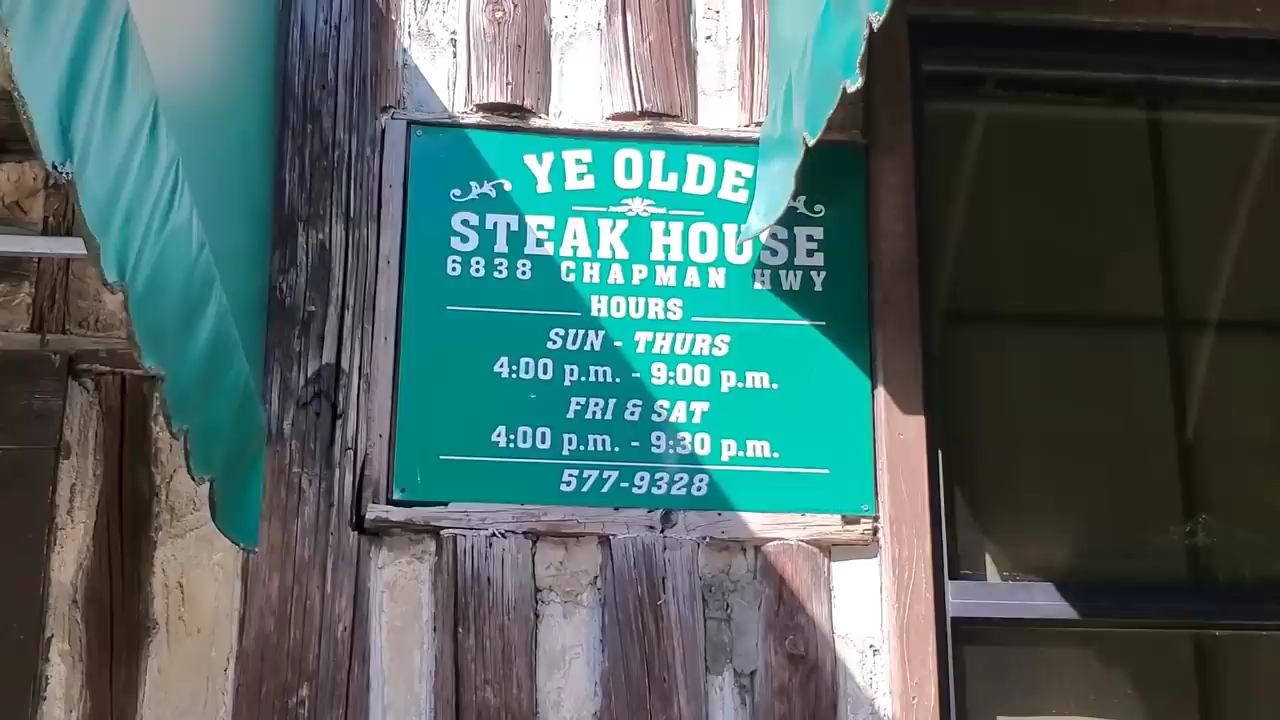 YE OLDE
STEAK HOUSE
6838 CHAPMAN HWY
HOURS
SUN - THURS
4:00 p.m. - 9:00 p.m.
FRI & SAT
4:00 p.m. - 9:30 p.m.
577-9328